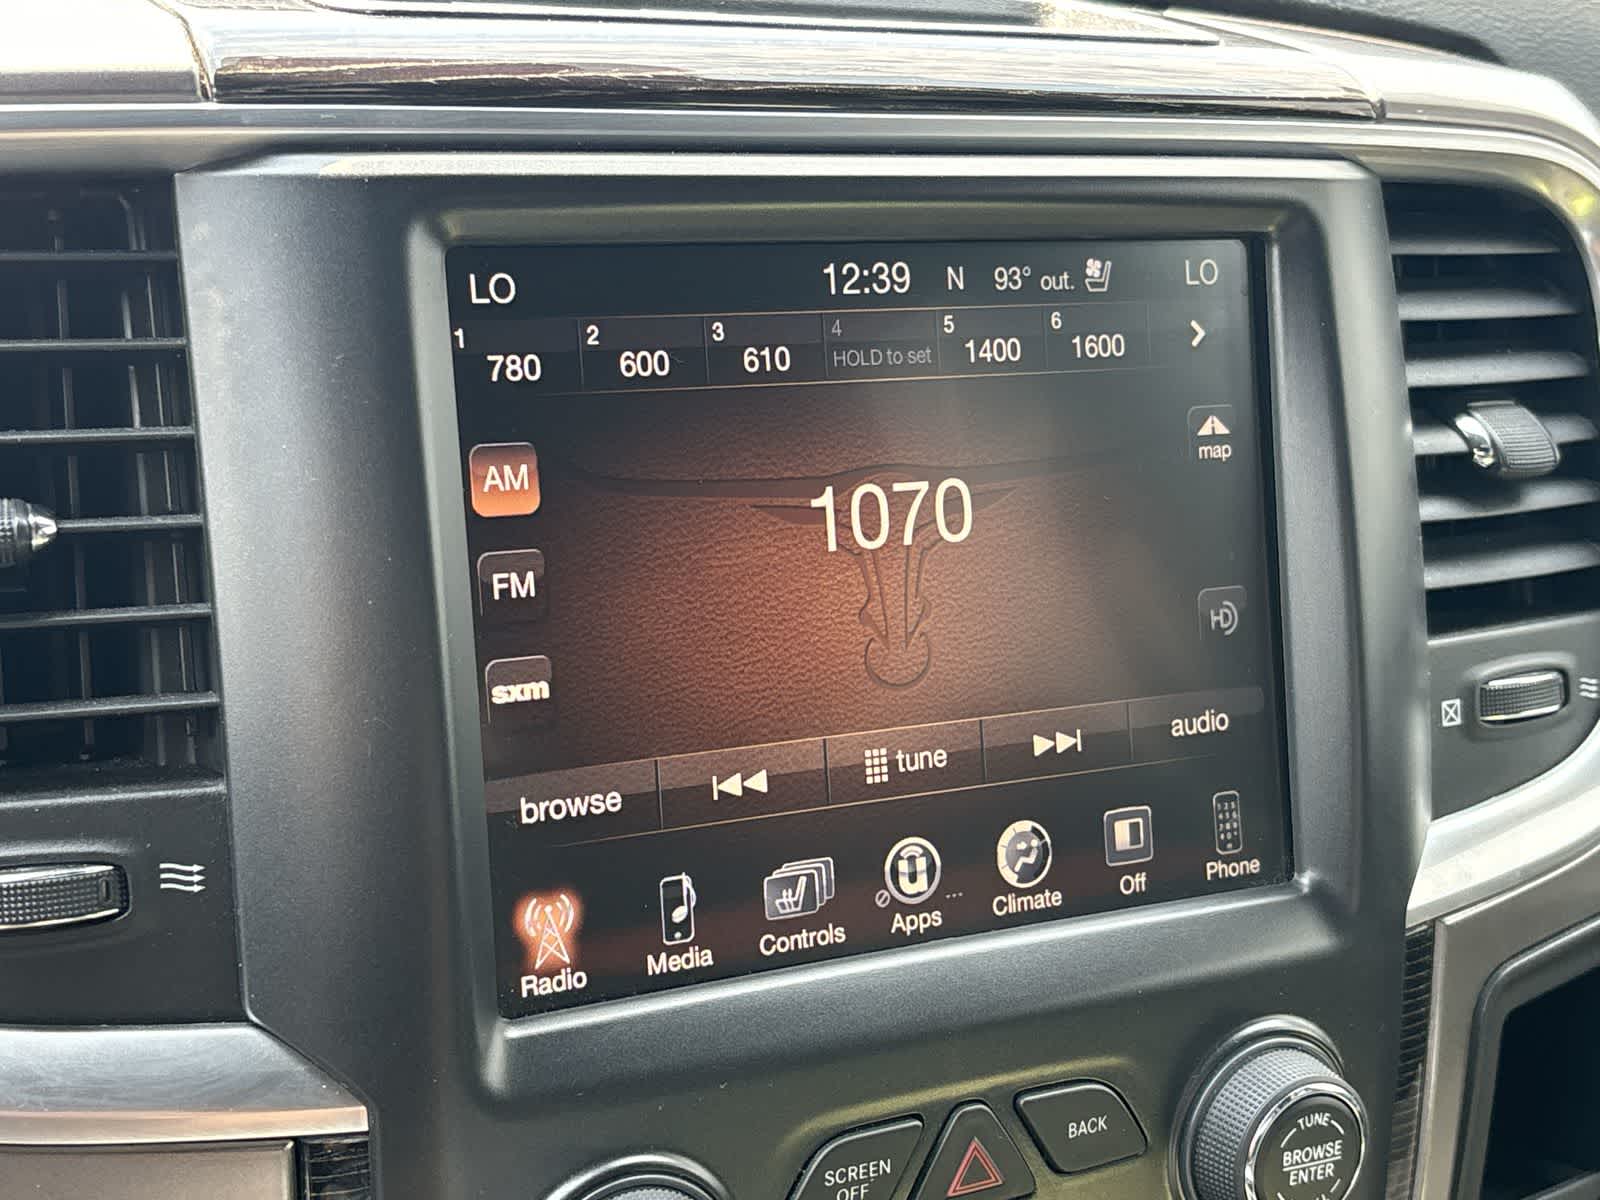 LO 12:39 N 93° out. LO
1 2 3 4 5 6
780 600 610 HOLD to set 1400 1600
map
AM
1070
FM
HD
sxm
browse tune audio
Radio Media Controls Apps Climate Off Phone
SCREEN
OFF
BACK
TUNE
BROWSE
ENTER